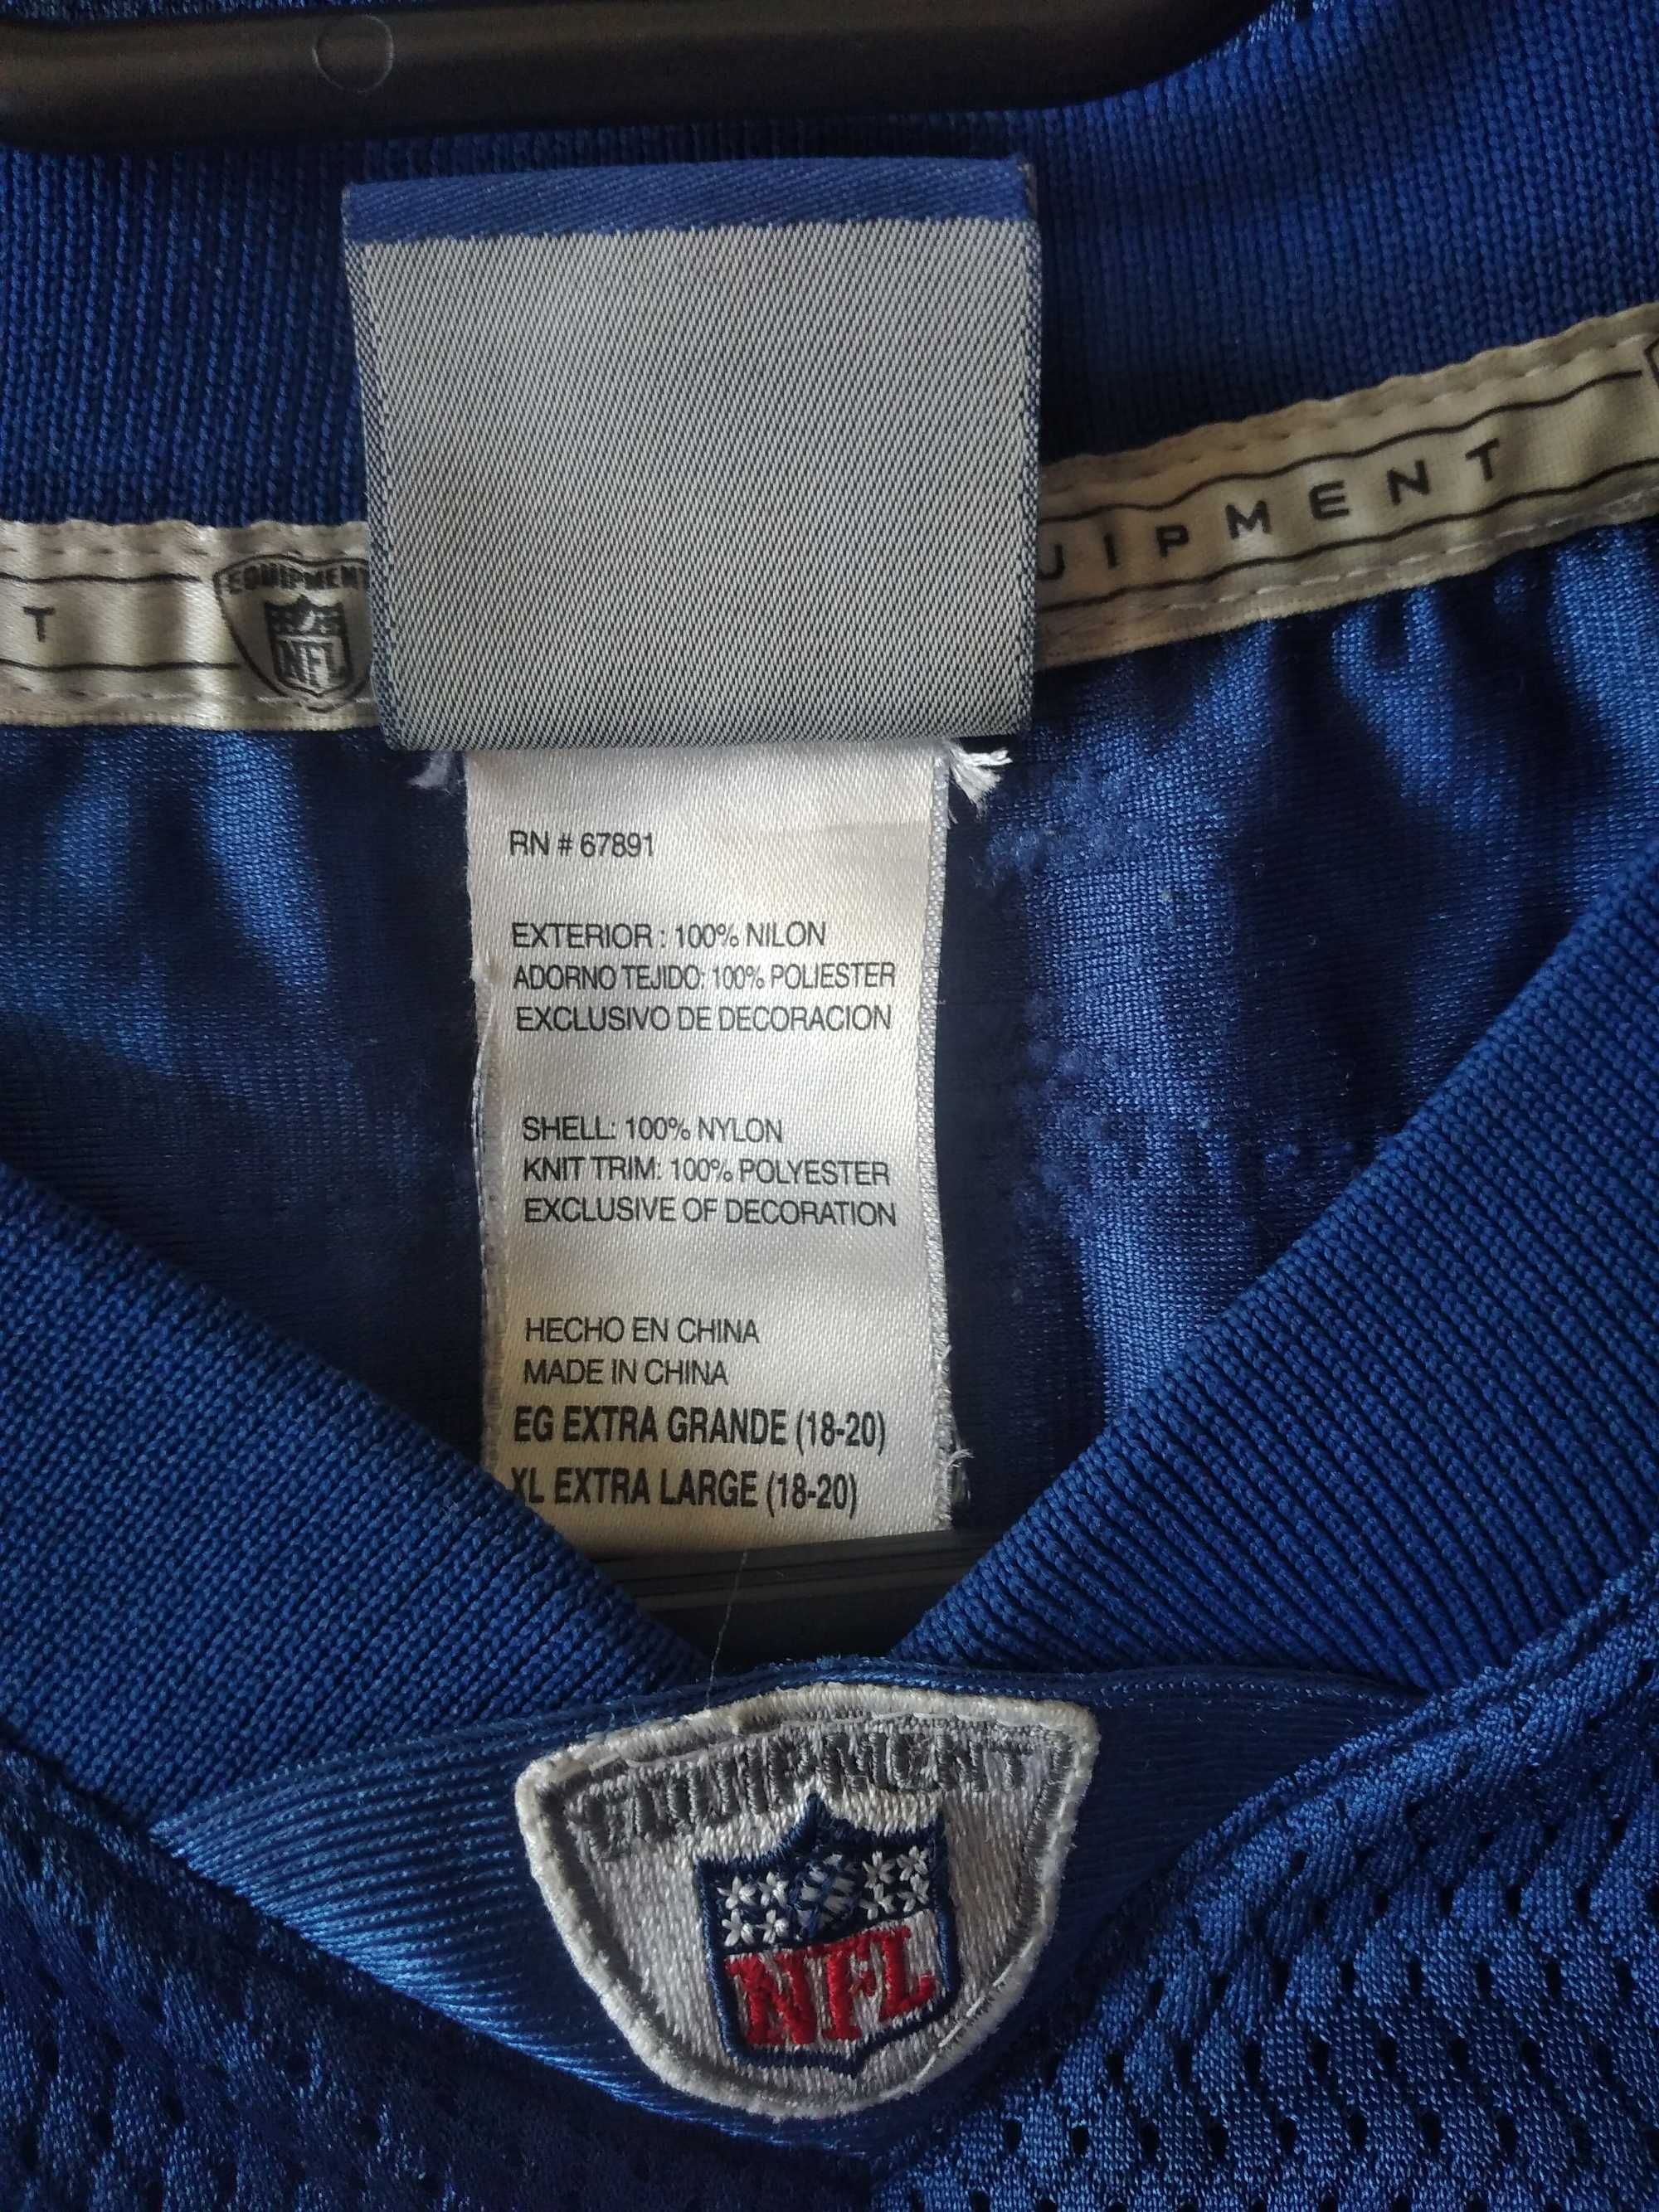 T
EQUIPMENT
NFL
UIPMENT
RN # 67891
EXTERIOR : 100% NILON
ADORNO TEJIDO: 100% POLIESTER
EXCLUSIVO DE DECORACION
SHELL: 100% NYLON
KNIT TRIM: 100% POLYESTER
EXCLUSIVE OF DECORATION
HECHO EN CHINA
MADE IN CHINA
EG EXTRA GRANDE (18-20)
XL EXTRA LARGE (18-20)
EQUIPMENT
NFL